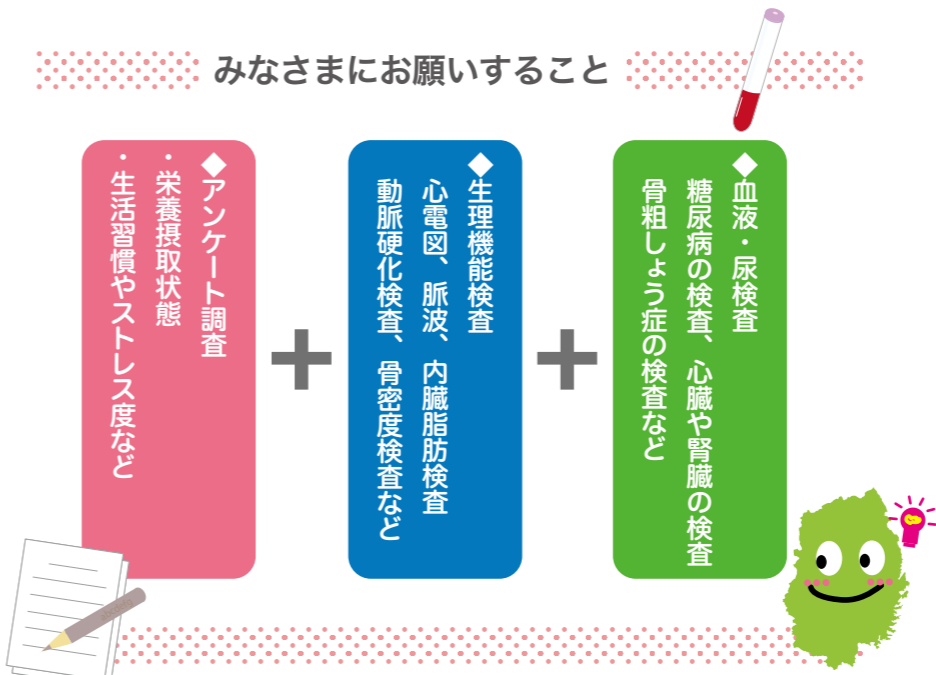 みなさまにお願いすること
◆血液・尿検査
糖尿病の検査、心臓や腎臓の検査
骨粗しょう症の検査など
◆生理機能検査
心電図、脈波、内臓脂肪検査
動脈硬化検査、骨密度検査など
◆アンケート調査
・栄養摂取状態
・生活習慣やストレス度など